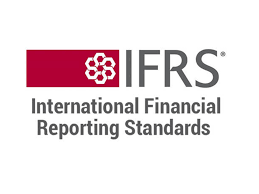 IFRS®
International Financial
Reporting Standards